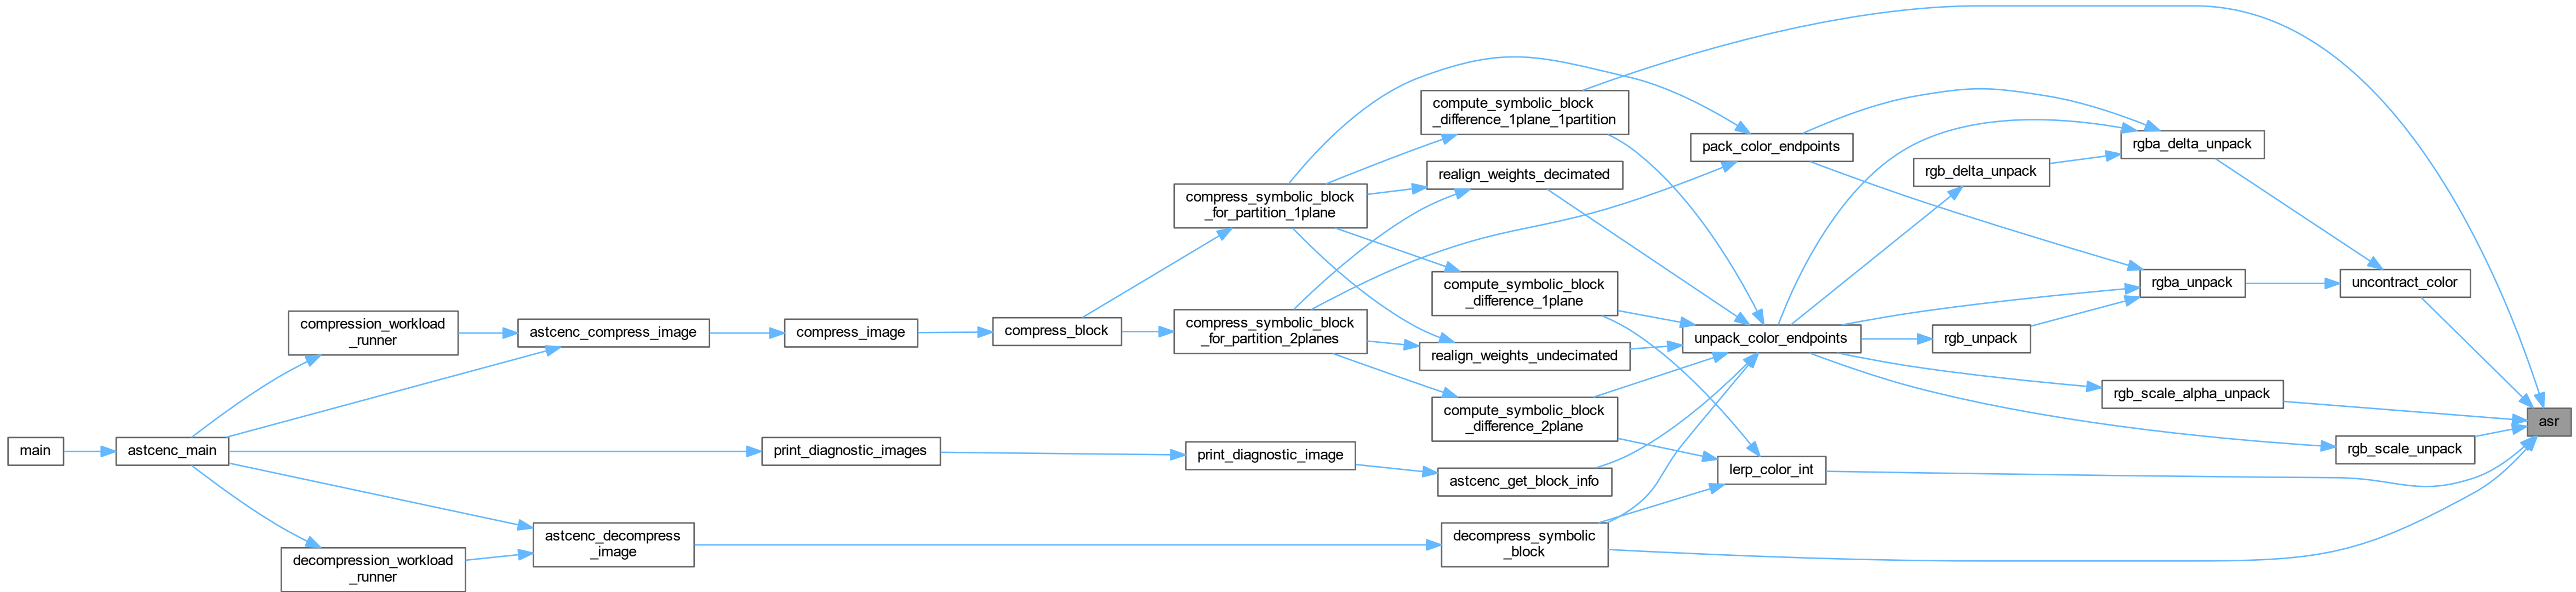 main
astcenc_main
compression_workload
_runner
decompression_workload
_runner
astcenc_compress_image
astcenc_decompress
_image
compress_image
print_diagnostic_images
compress_block
print_diagnostic_image
compress_symbolic_block
_for_partition_1plane
compress_symbolic_block
_for_partition_2planes
compute_symbolic_block
_difference_1plane_1partition
realign_weights_decimated
compute_symbolic_block
_difference_1plane
realign_weights_undecimated
compute_symbolic_block
_difference_2plane
astcenc_get_block_info
decompress_symbolic
_block
pack_color_endpoints
unpack_color_endpoints
lerp_color_int
rgb_delta_unpack
rgb_unpack
rgba_delta_unpack
rgba_unpack
rgb_scale_alpha_unpack
uncontract_color
rgb_scale_unpack
asr